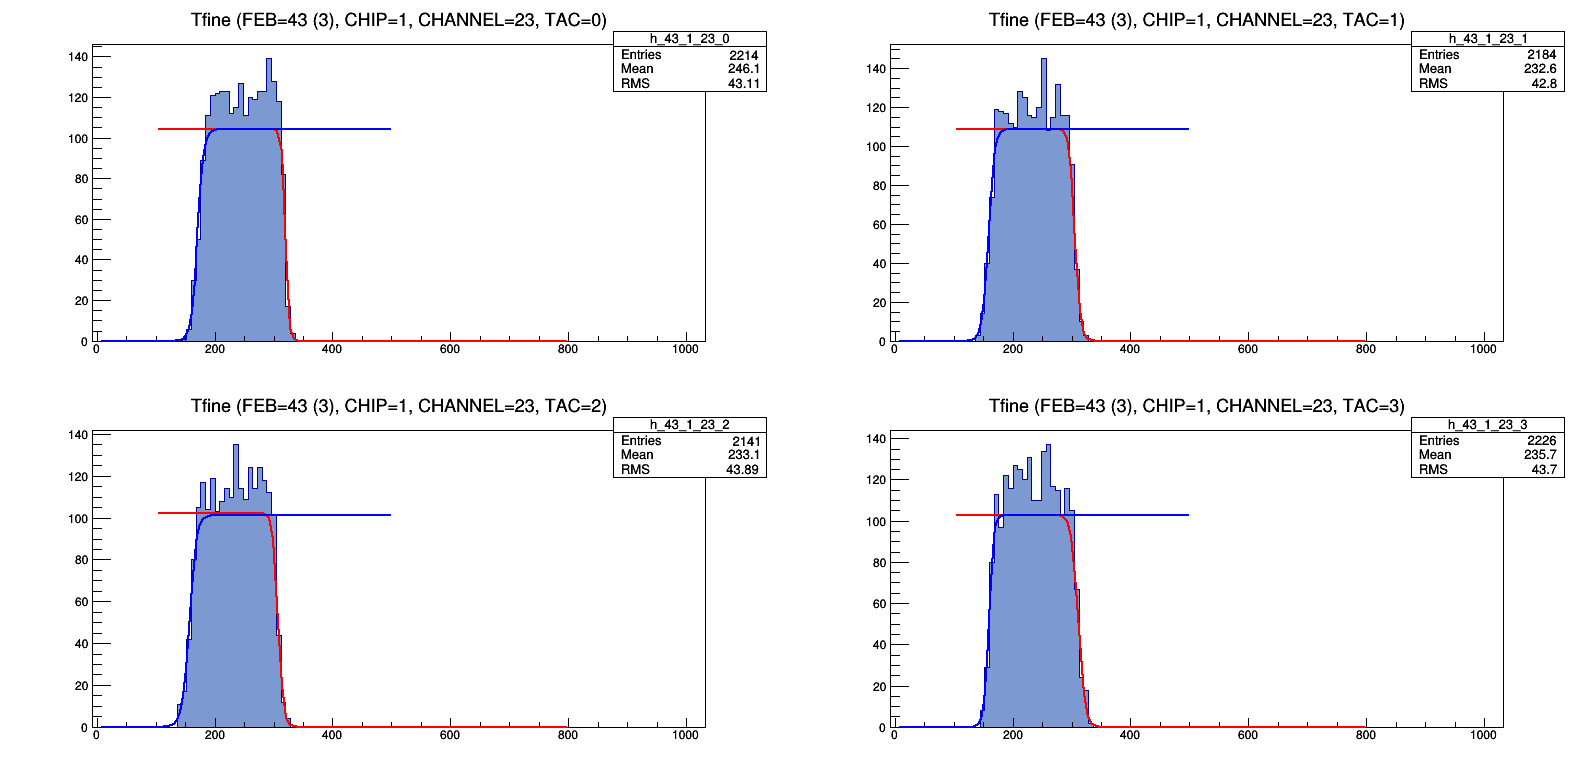 Tfine (FEB=43 (3), CHIP=1, CHANNEL=23, TAC=0)
h_43_1_23_0
Entries 2214
Mean 246.1
RMS 43.11
140
120
100
80
60
40
20
0
0 200 400 600 800 1000
Tfine (FEB=43 (3), CHIP=1, CHANNEL=23, TAC=1)
h_43_1_23_1
Entries 2184
Mean 232.6
RMS 42.8
140
120
100
80
60
40
20
0
0 200 400 600 800 1000
Tfine (FEB=43 (3), CHIP=1, CHANNEL=23, TAC=2)
h_43_1_23_2
Entries 2141
Mean 233.1
RMS 43.89
140
120
100
80
60
40
20
0
0 200 400 600 800 1000
Tfine (FEB=43 (3), CHIP=1, CHANNEL=23, TAC=3)
h_43_1_23_3
Entries 2226
Mean 235.7
RMS 43.7
140
120
100
80
60
40
20
0
0 200 400 600 800 1000